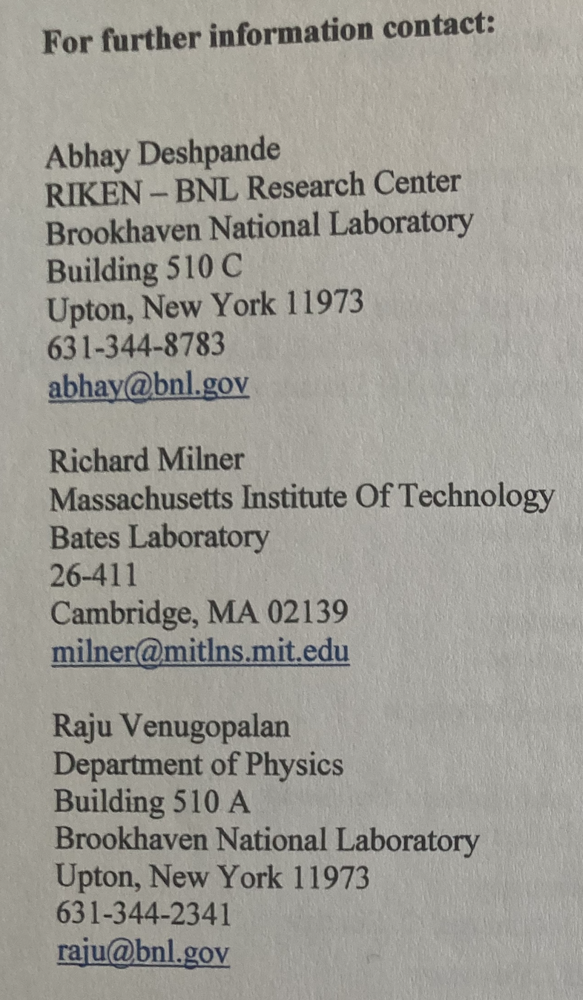 For further information contact:
Abhay Deshpande
RIKEN – BNL Research Center
Brookhaven National Laboratory
Building 510 C
Upton, New York 11973
631-344-8783
abhay@bnl.gov
Richard Milner
Massachusetts Institute Of Technology
Bates Laboratory
26-411
Cambridge, MA 02139
milner@mitlns.mit.edu
Raju Venugopalan
Department of Physics
Building 510 A
Brookhaven National Laboratory
Upton, New York 11973
631-344-2341
raju@bnl.gov